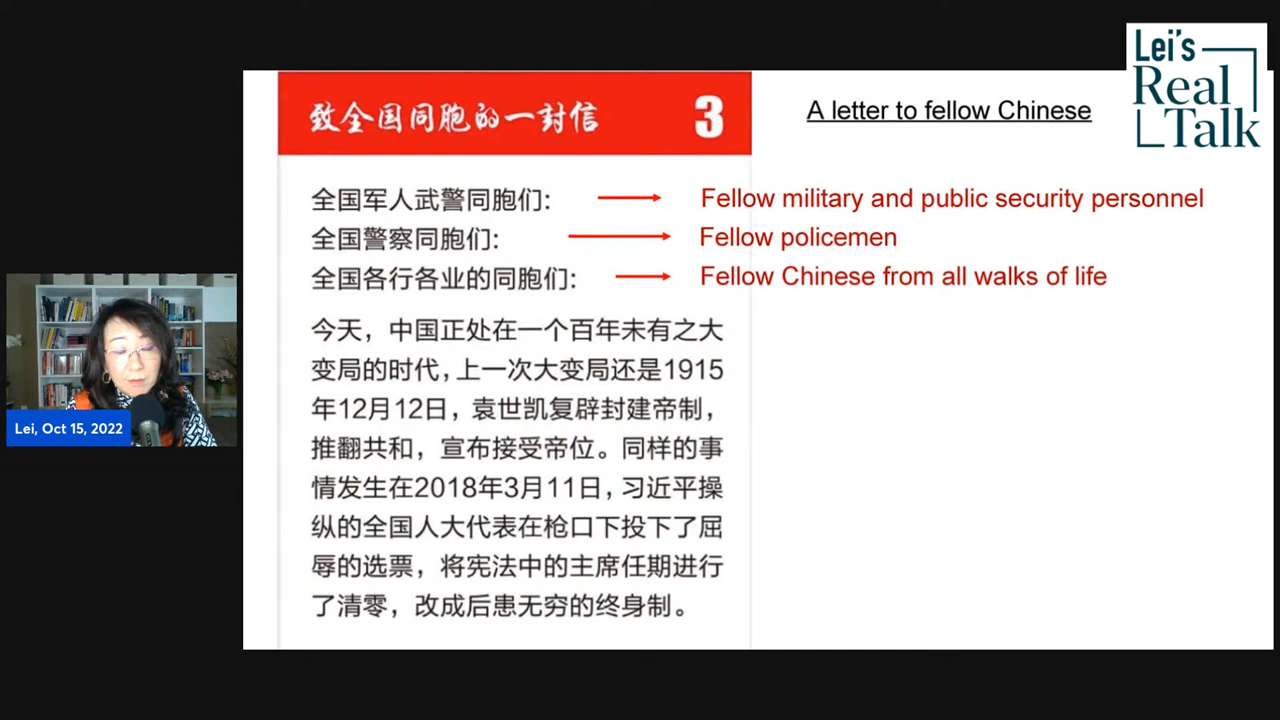 Lei's
Real
Talk
致全国同胞的一封信 3
A letter to fellow Chinese
全国军人武警同胞们:
Fellow military and public security personnel
全国警察同胞们:
Fellow policemen
全国各行各业的同胞们:
Fellow Chinese from all walks of life
今天，中国正处在一个百年未有之大
变局的时代，上一次大变局还是1915
年12月12日，袁世凯复辟封建帝制，
推翻共和，宣布接受帝位。同样的事
情发生在2018年3月11日，习近平操
纵的全国人大代表在枪口下投下了屈
辱的选票，将宪法中的主席任期进行
了清零，改成后患无穷的终身制。
Lei, Oct 15, 2022